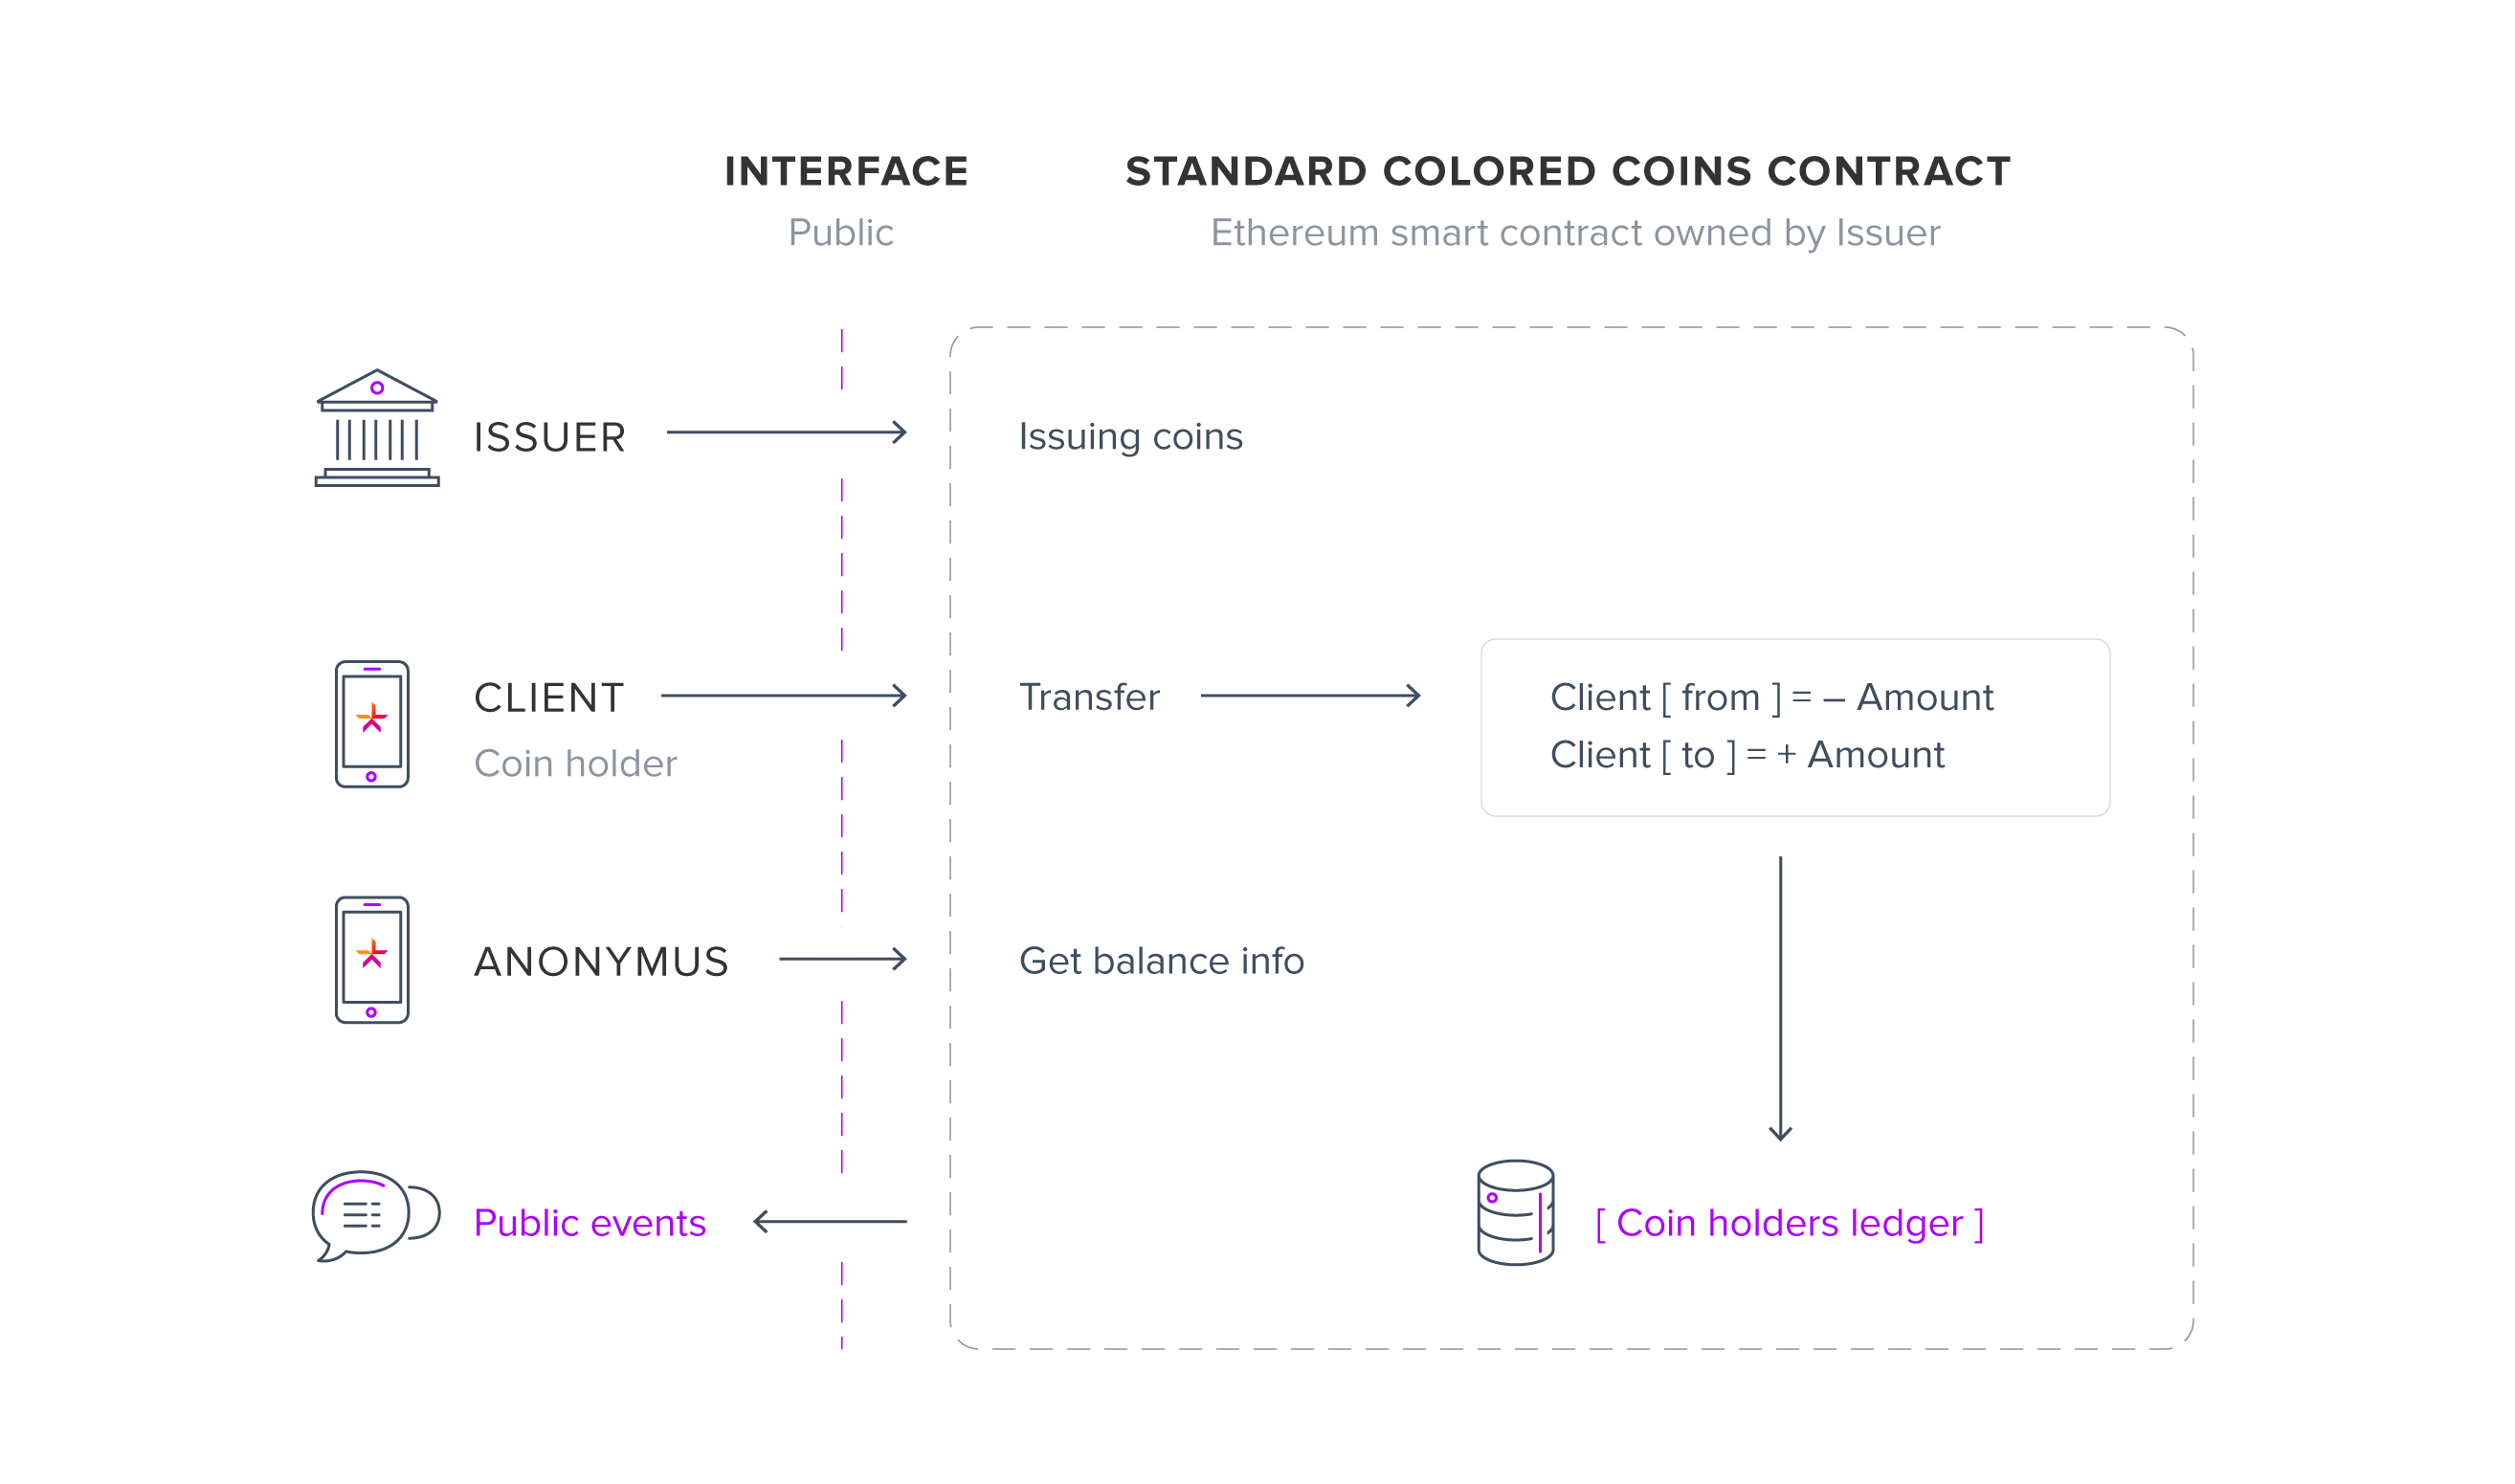 INTERFACE
Public
STANDARD COLORED COINS CONTRACT
Ethereum smart contract owned by Issuer
ISSUER
Issuing coins
CLIENT
Coin holder
Transfer
Client [ from ] = – Amount
Client [ to ] = + Amount
ANONYMUS
Get balance info
Public events
[ Coin holders ledger ]